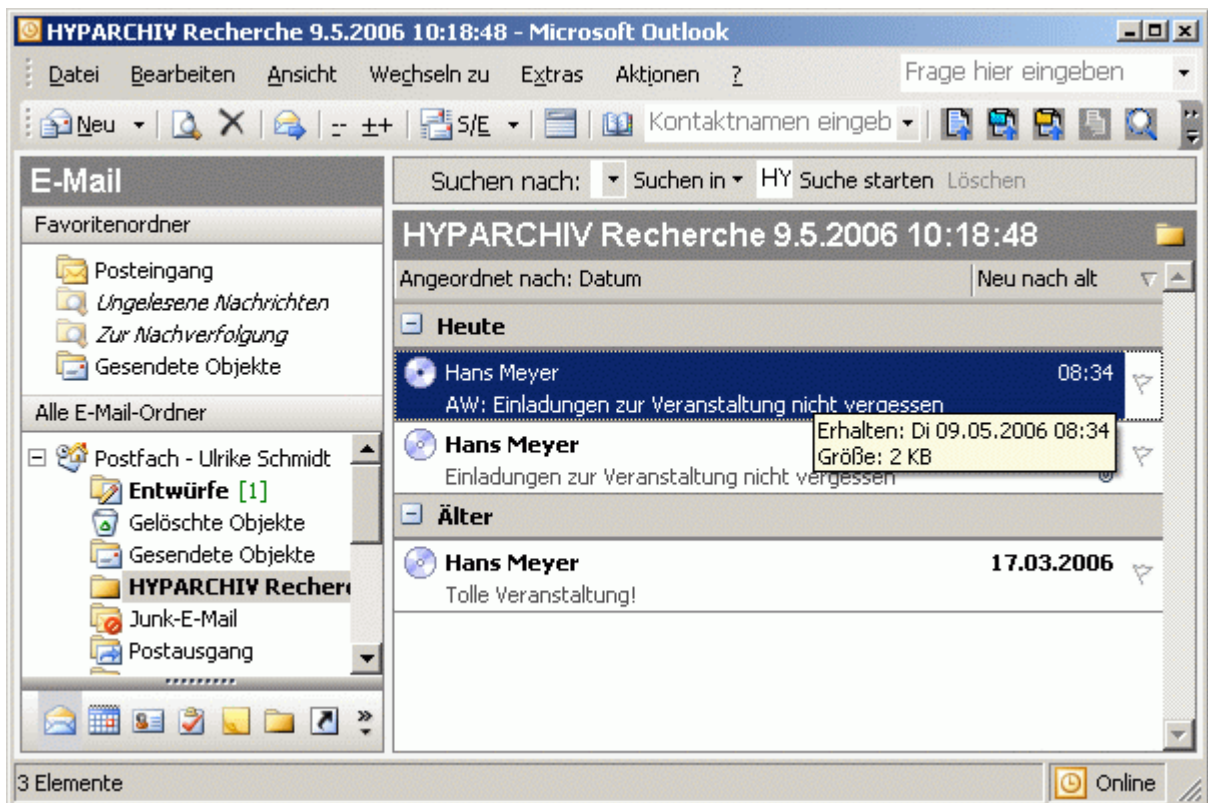 HYPARCHIV Recherche 9.5.2006 10:18:48 - Microsoft Outlook
Datei Bearbeiten Ansicht Wechseln zu Extras Aktionen ? Frage hier eingeben
Neu -- ±+ S/E Kontaktnamen eingeb
E-Mail
Suchen nach: Suchen in HY Suche starten Löschen
Favoritenordner
Posteingang
Ungelesene Nachrichten
Zur Nachverfolgung
Gesendete Objekte
Alle E-Mail-Ordner
Postfach - Ulrike Schmidt
Entwürfe [1]
Gelöschte Objekte
Gesendete Objekte
HYPARCHIV Recher
Junk-E-Mail
Postausgang
HYPARCHIV Recherche 9.5.2006 10:18:48
Angeordnet nach: Datum Neu nach alt
Heute
Hans Meyer 08:34
AW: Einladungen zur Veranstaltung nicht vergessen
Erhalten: Di 09.05.2006 08:34
Größe: 2 KB
Hans Meyer
Einladungen zur Veranstaltung nicht vergessen
Älter
Hans Meyer 17.03.2006
Tolle Veranstaltung!
3 Elemente Online